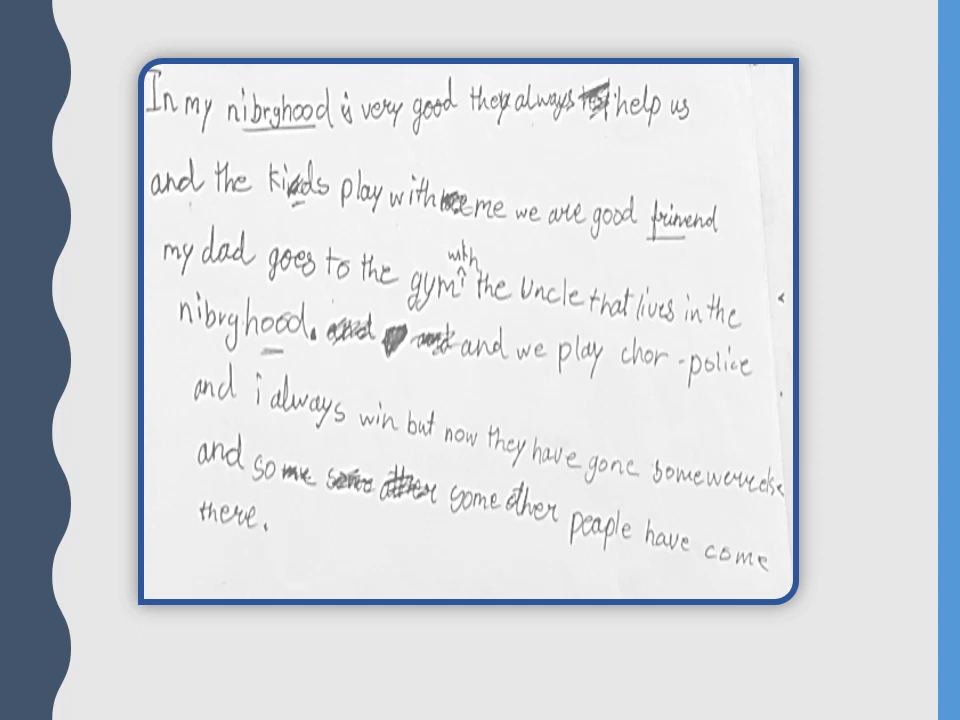 In my nibrghood is very good they always help us
and the kids play with me we are good frinend
my dad goes to the gym with the Uncle that lives in the
nibrghood. and we play chor-police
and i always win but now they have gone somewerrelse
and so some other peaple have come
there.